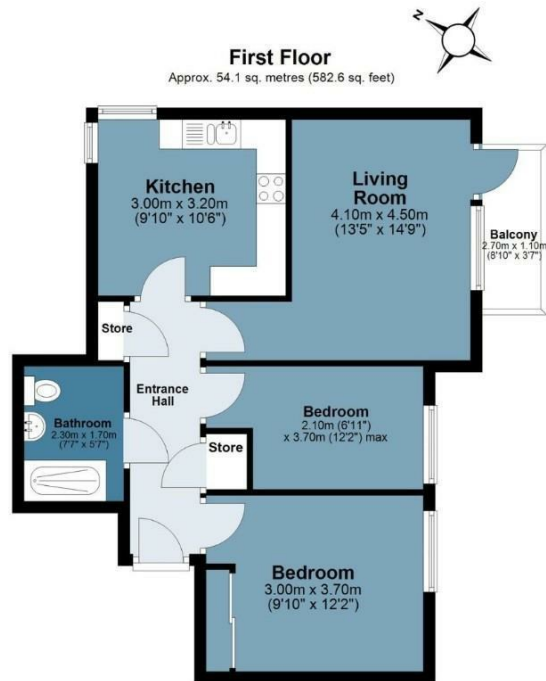 Z
First Floor
Approx. 54.1 sq. metres (582.6 sq. feet)
Kitchen
3.00m x 3.20m
(9'10" x 10'6")
Living
Room
4.10m x 4.50m
(13'5" x 14'9")
Balcony
2.70m x 1.10m
(8'10" x 3'7")
Store
Entrance
Hall
Bathroom
2.30m x 1.70m
(7'7" x 5'7")
Bedroom
2.10m (6'11")
x 3.70m (12'2") max
Store
Bedroom
3.00m x 3.70m
(9'10" x 12'2")